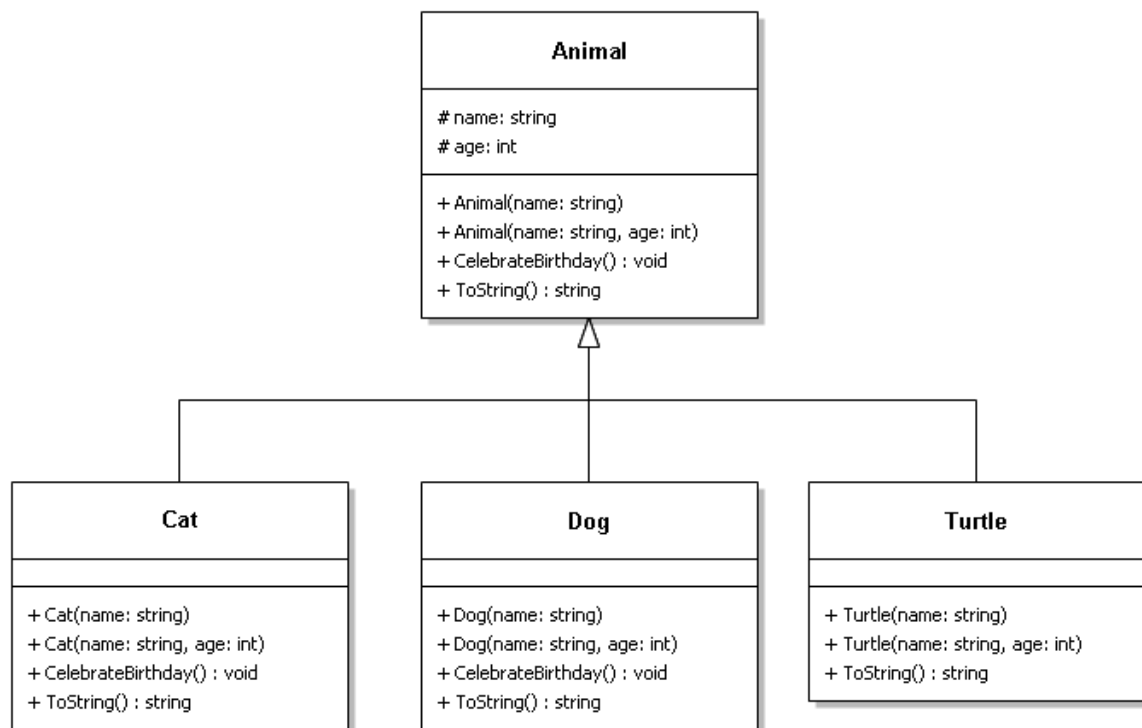 Animal
# name: string
# age: int
+ Animal(name: string)
+ Animal(name: string, age: int)
+ CelebrateBirthday() : void
+ ToString() : string
Cat
+ Cat(name: string)
+ Cat(name: string, age: int)
+ CelebrateBirthday() : void
+ ToString() : string
Dog
+ Dog(name: string)
+ Dog(name: string, age: int)
+ CelebrateBirthday() : void
+ ToString() : string
Turtle
+ Turtle(name: string)
+ Turtle(name: string, age: int)
+ ToString() : string